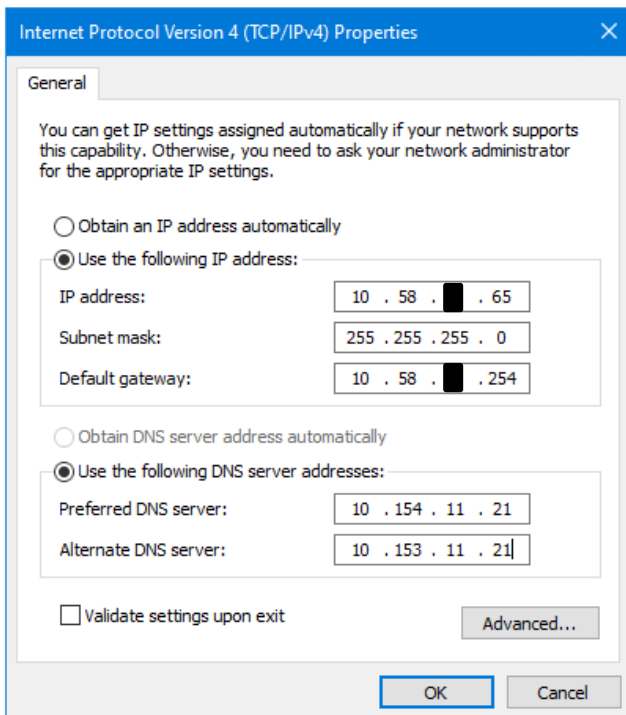 Internet Protocol Version 4 (TCP/IPv4) Properties
General
You can get IP settings assigned automatically if your network supports
this capability. Otherwise, you need to ask your network administrator
for the appropriate IP settings.
Obtain an IP address automatically
Use the following IP address:
IP address: 10 . 58 . . 65
Subnet mask: 255 . 255 . 255 . 0
Default gateway: 10 . 58 . . 254
Obtain DNS server address automatically
Use the following DNS server addresses:
Preferred DNS server: 10 . 154 . 11 . 21
Alternate DNS server: 10 . 153 . 11 . 21
Validate settings upon exit
Advanced...
OK Cancel